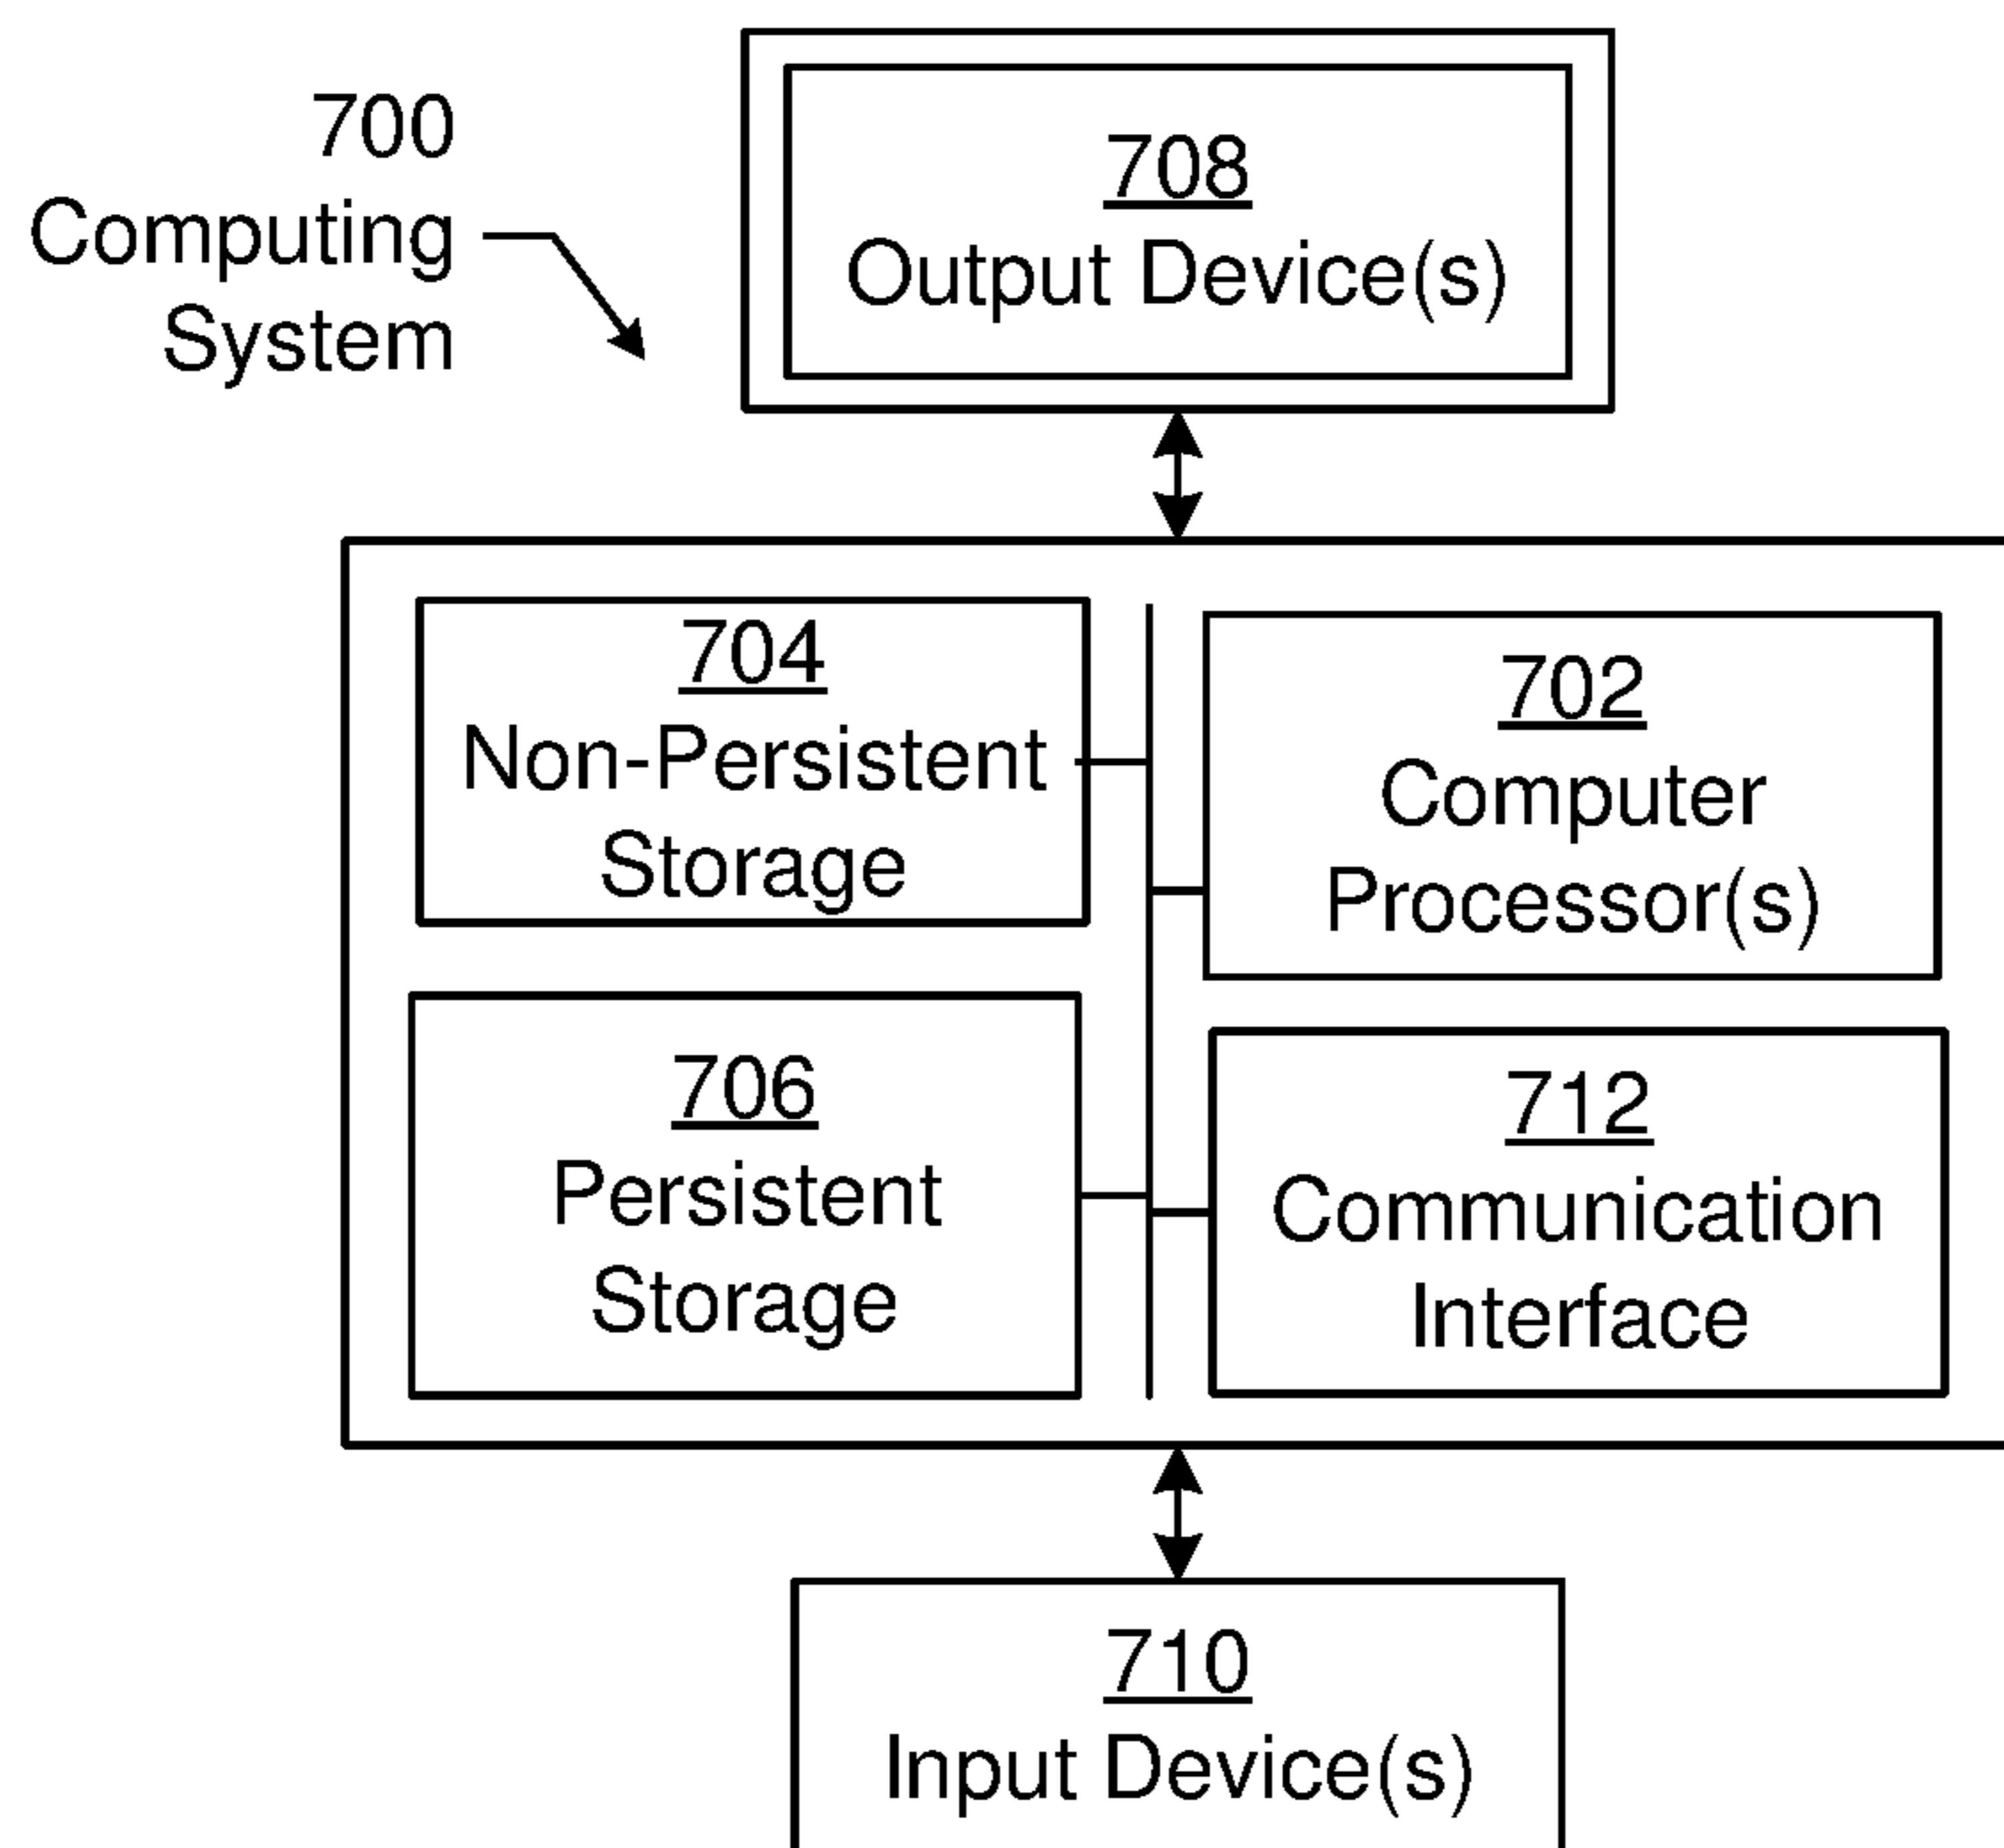 700
Computing
System
708
Output Device(s)
704
Non-Persistent
Storage
702
Computer
Processor(s)
706
Persistent
Storage
712
Communication
Interface
710
Input Device(s)